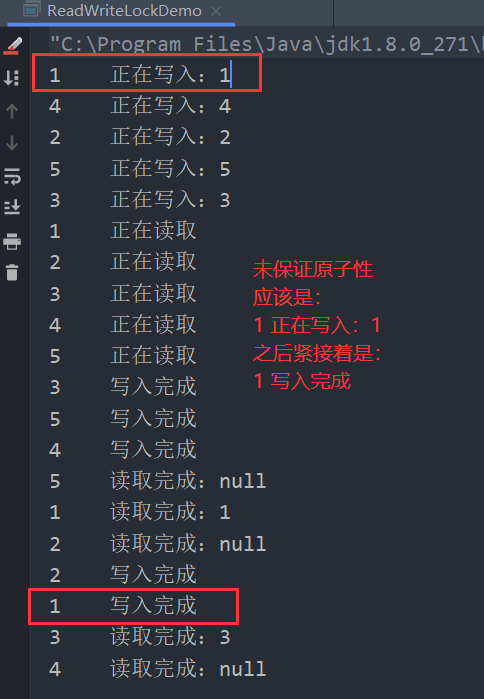 ReadWriteLockDemo ×
"C:\Program Files\Java\jdk1.8.0_271\
1 正在写入：1
4 正在写入：4
2 正在写入：2
5 正在写入：5
3 正在写入：3
1 正在读取
2 正在读取
3 正在读取
4 正在读取
5 正在读取
3 写入完成
5 写入完成
4 写入完成
5 读取完成：null
1 读取完成：1
2 读取完成：null
2 写入完成
1 写入完成
3 读取完成：3
4 读取完成：null
未保证原子性
应该是：
1 正在写入：1
之后紧接着是：
1 写入完成